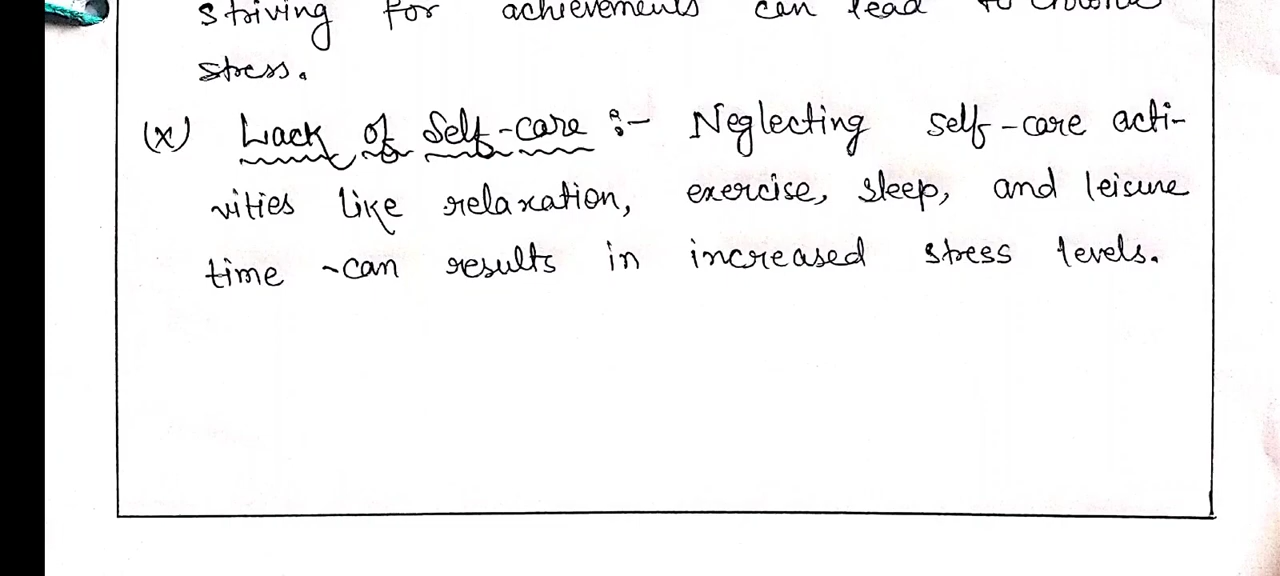 striving for achievements can lead to chronic
stress.
(x) Lack of Self-care :- Neglecting self-care acti-
vities like relaxation, exercise, sleep, and leisure
time can results in increased stress levels.